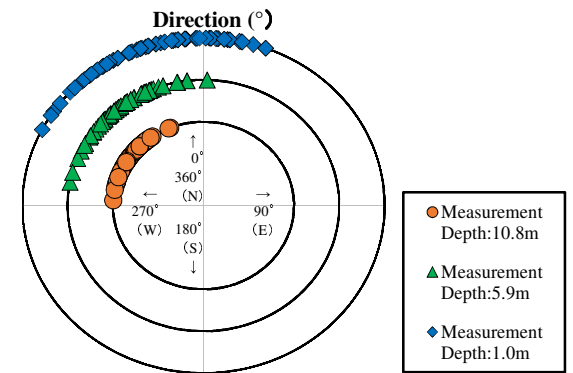 Direction (°)
↑
0°
360°
(N)
←
→
270°
90°
(W)
180°
(E)
(S)
↓
Measurement
Depth:10.8m
Measurement
Depth:5.9m
Measurement
Depth:1.0m